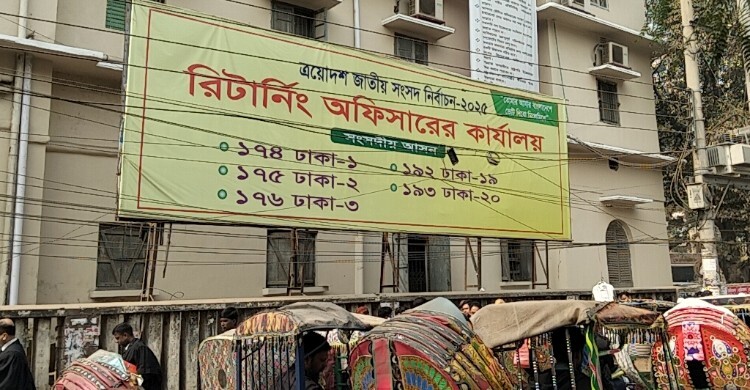 ত্রয়োদশ জাতীয় সংসদ নির্বাচন-২০২৫
রিটার্নিং অফিসারের কার্যালয়
সংসদীয় আসন
১৭৪ ঢাকা-১
১৭৫ ঢাকা-২
১৭৬ ঢাকা-৩
১৯২ ঢাকা-১৯
১৯৩ ঢাকা-২০